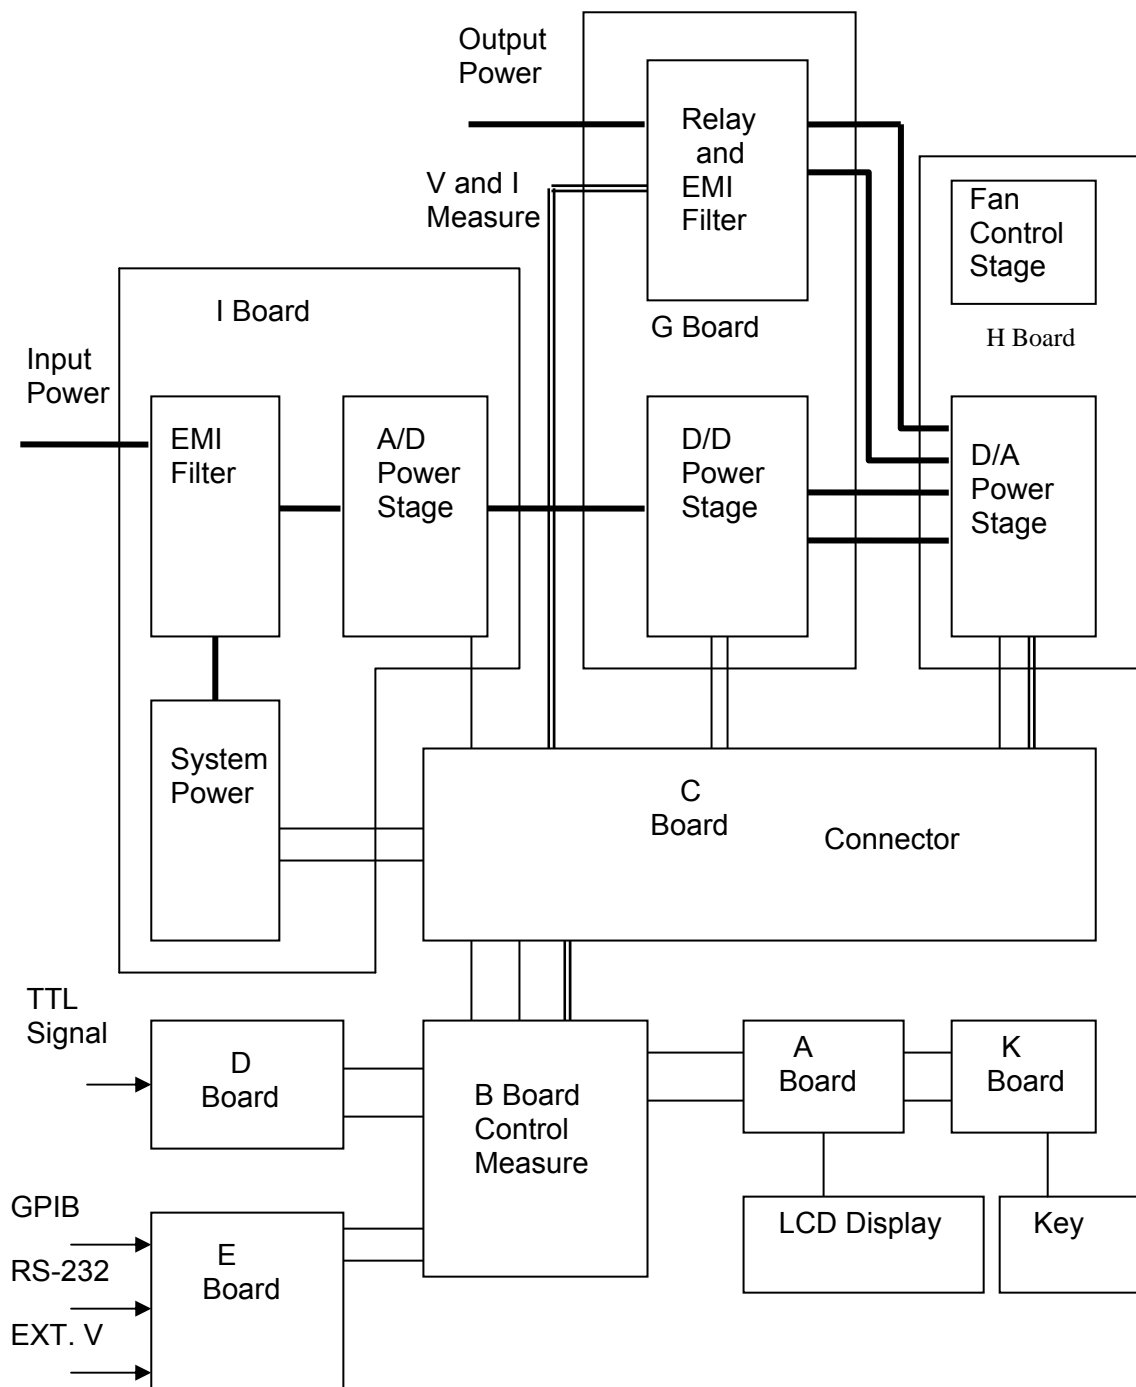 Output
Power
Relay
and
EMI
Filter
V and I
Measure
Fan
Control
Stage
I Board
G Board
H Board
Input
Power
EMI
Filter
A/D
Power
Stage
D/D
Power
Stage
D/A
Power
Stage
System
Power
C
Board
Connector
TTL
Signal
D
Board
B Board
Control
Measure
A
Board
K
Board
GPIB
RS-232
EXT. V
E
Board
LCD Display
Key